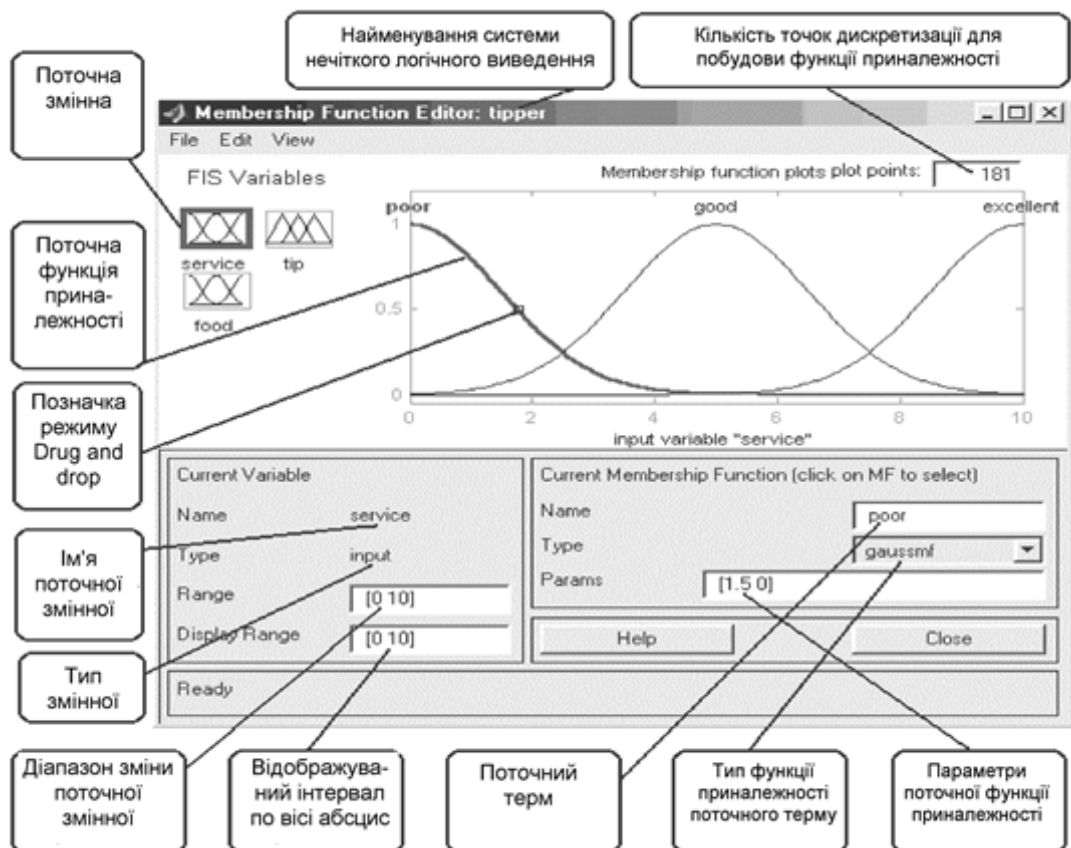 Найменування системи
нечіткого логічного виведення
Кількість точок дискретизації для
побудови функції приналежності
Поточна
змінна
Membership Function Editor: tipper
File Edit View
FIS Variables
Membership function plots plot points: 181
poor good excellent
1
0.5
0
0 2 4 6 8 10
input variable "service"
service
tip
food
Поточна
функція
прина-
лежності
Позначка
режиму
Drug and
drop
Current Variable
Name service
Type input
Range [0 10]
Display Range [0 10]
Current Membership Function (click on MF to select)
Name poor
Type gaussmf
Params [1.5 0]
Help Close
Ready
Ім'я
поточної
змінної
Тип
змінної
Діапазон зміни
поточної
змінної
Відображува-
ний інтервал
по вісі абсцис
Поточний
терм
Тип функції
приналежності
поточного терму
Параметри
поточної функції
приналежності